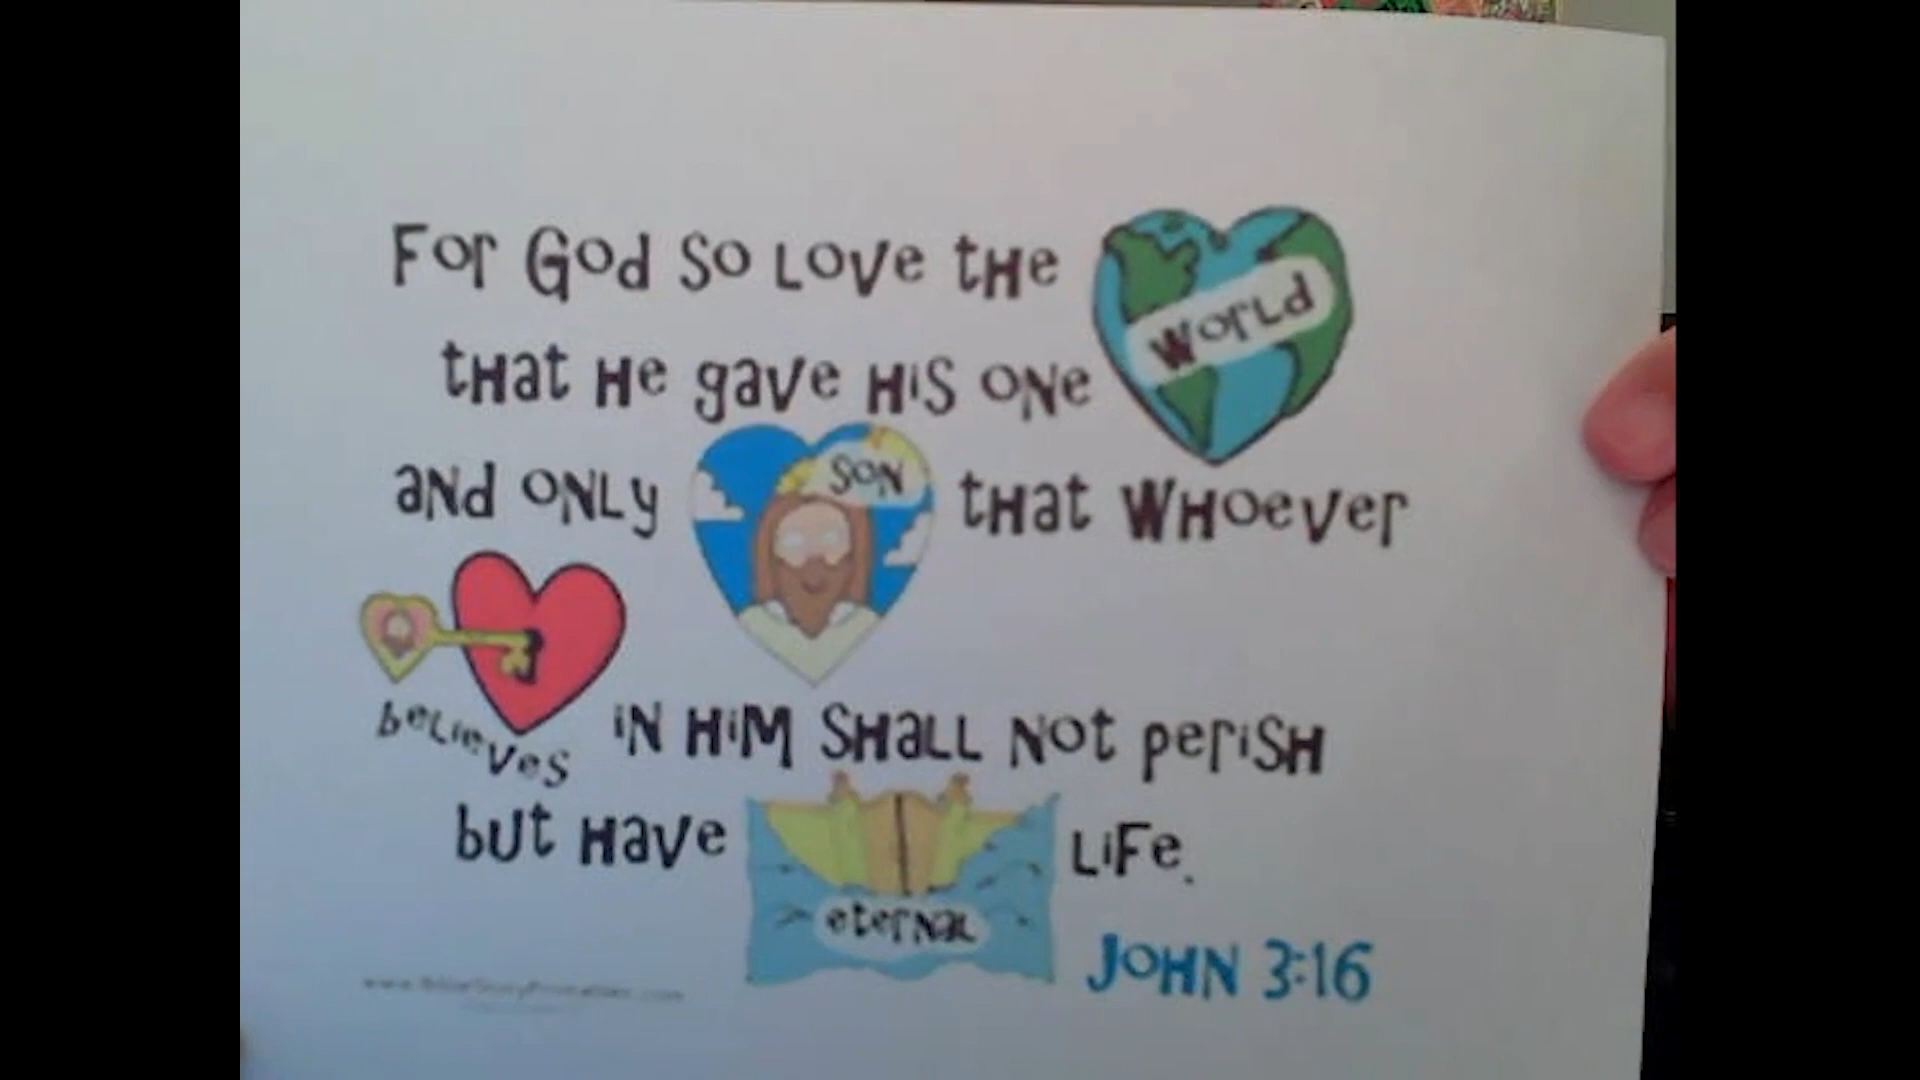 For God so Love the World
that He gave His one
and only Son that whoever
believes in Him shall not perish
but have eternal Life.
John 3:16